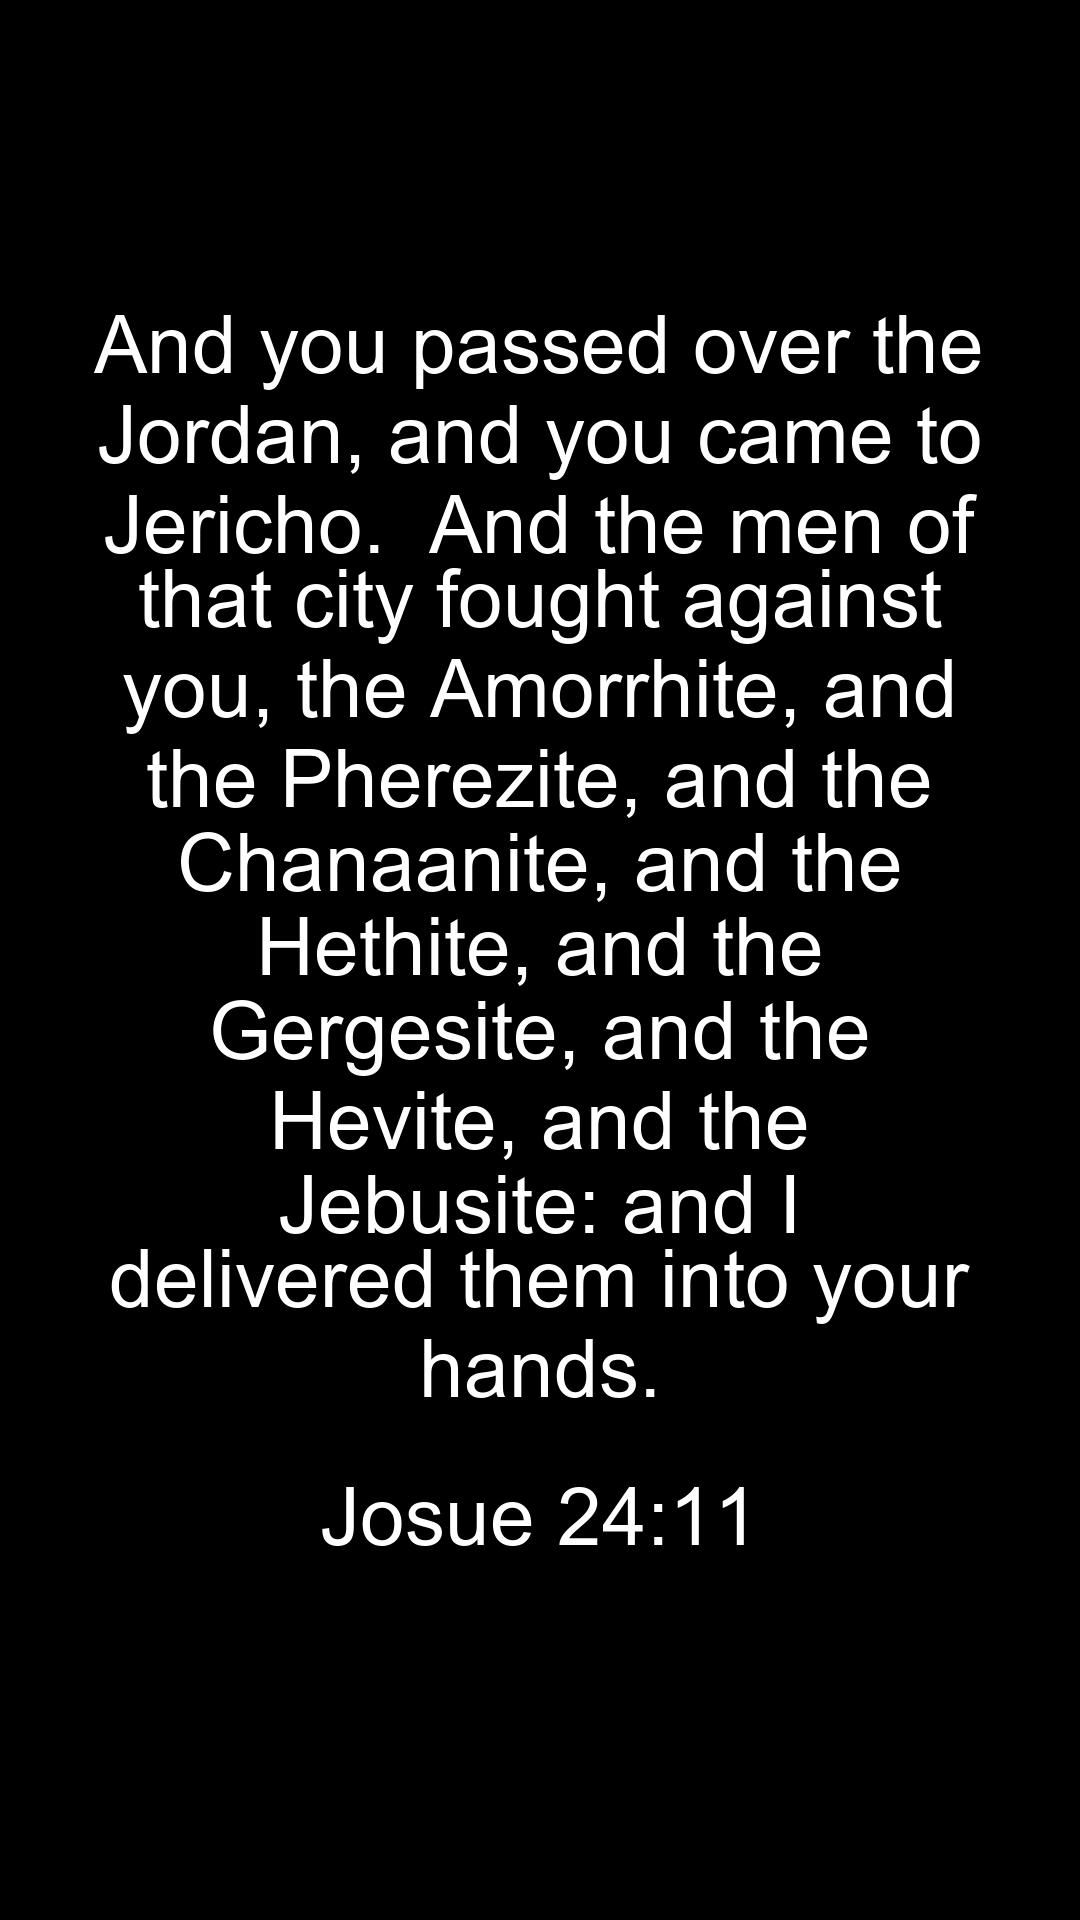 And you passed over the
Jordan, and you came to
Jericho.  And the men of
that city fought against
you, the Amorrhite, and
the Pherezite, and the
Chanaanite, and the
Hethite, and the
Gergesite, and the
Hevite, and the
Jebusite: and I
delivered them into your
hands.
Josue 24:11